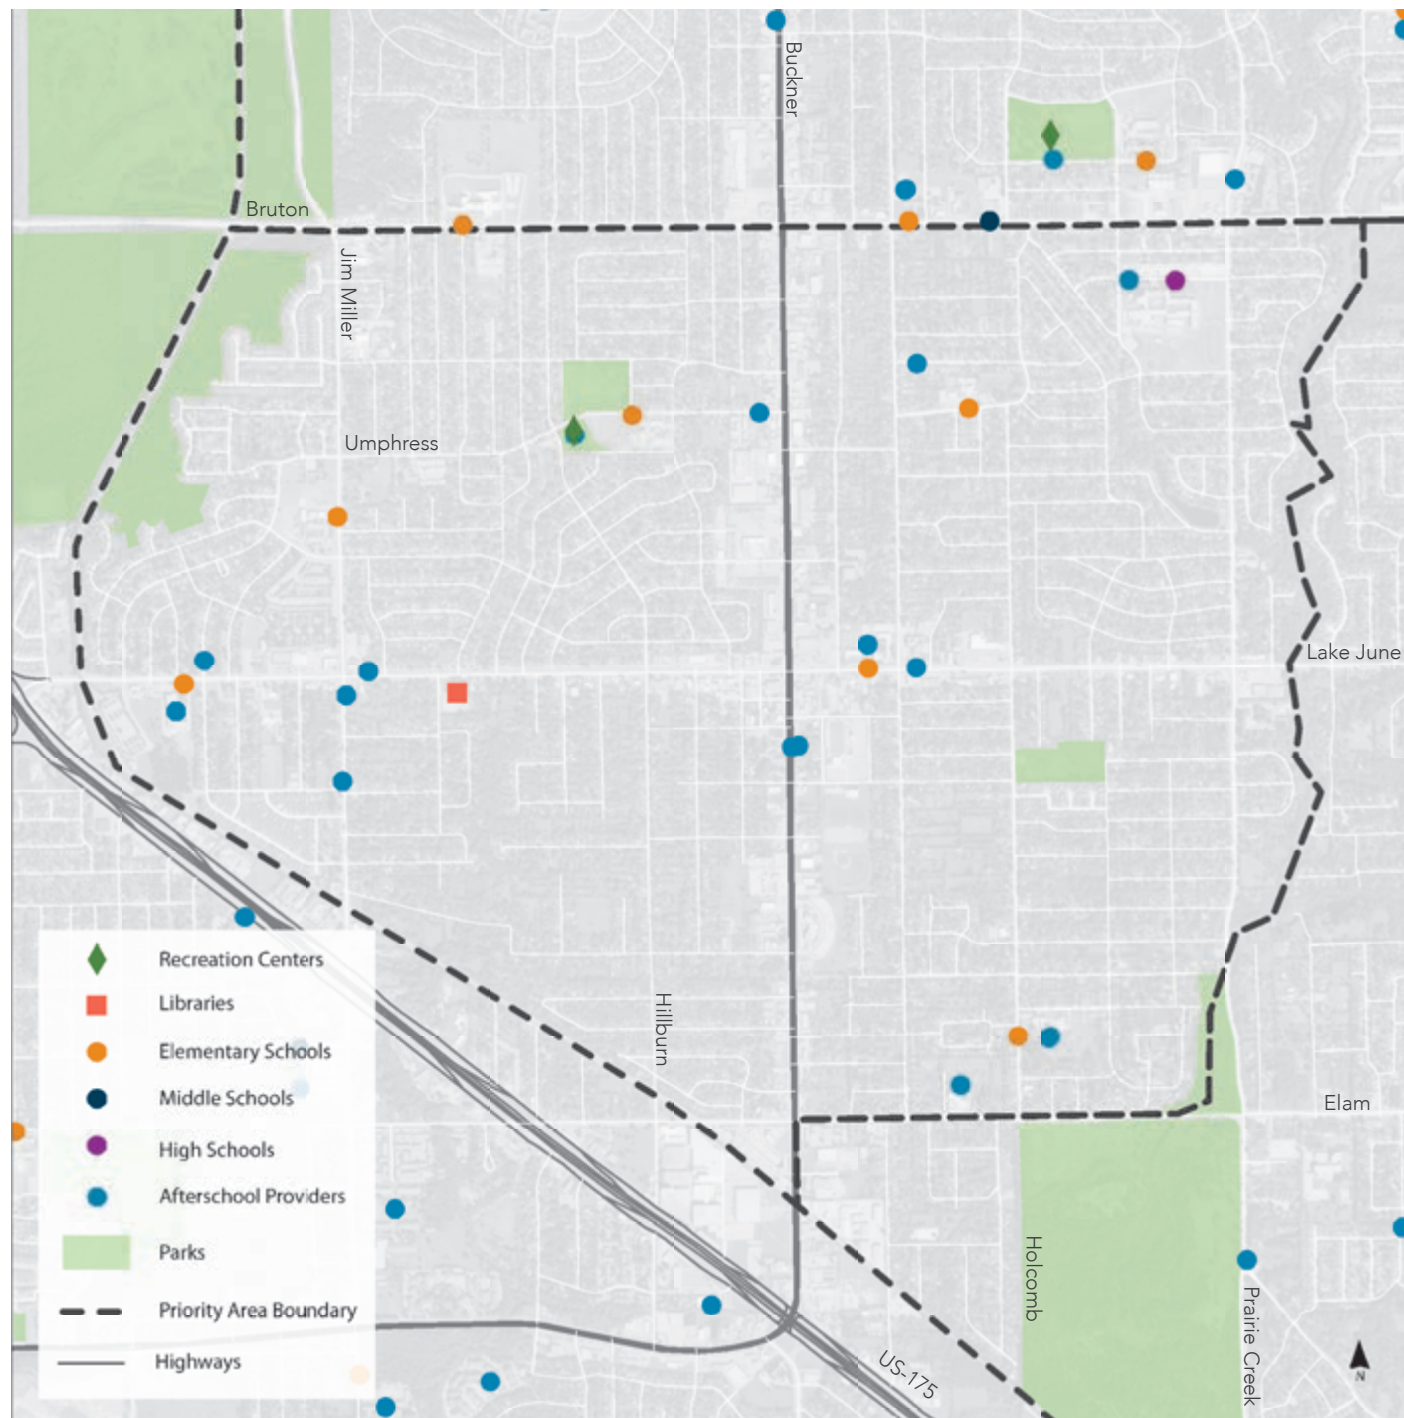 Buckner
Bruton
Jim Miller
Umphress
Lake June
Hillburn
Elam
Holcomb
Prairie Creek
US-175
N
Recreation Centers
Libraries
Elementary Schools
Middle Schools
High Schools
Afterschool Providers
Parks
Priority Area Boundary
Highways